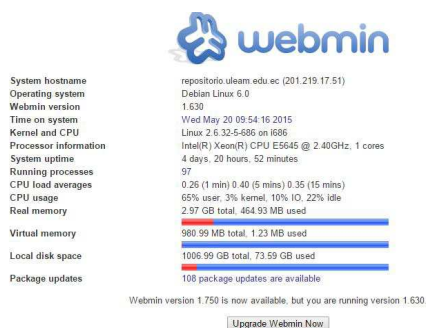 webmin
System hostname repositorio.uleam.edu.ec (201.219.17.51)
Operating system Debian Linux 6.0
Webmin version 1.630
Time on system Wed May 20 09:54:16 2015
Kernel and CPU Linux 2.6.32-5-686 on i686
Processor information Intel(R) Xeon(R) CPU E5645 @ 2.40GHz, 1 cores
System uptime 4 days, 20 hours, 52 minutes
Running processes 97
CPU load averages 0.26 (1 min) 0.40 (5 mins) 0.35 (15 mins)
CPU usage 65% user, 3% kernel, 10% IO, 22% idle
Real memory 2.97 GB total, 464.93 MB used
Virtual memory 980.99 MB total, 1.23 MB used
Local disk space 1006.99 GB total, 73.59 GB used
Package updates 108 package updates are available
Webmin version 1.750 is now available, but you are running version 1.630.
Upgrade Webmin Now